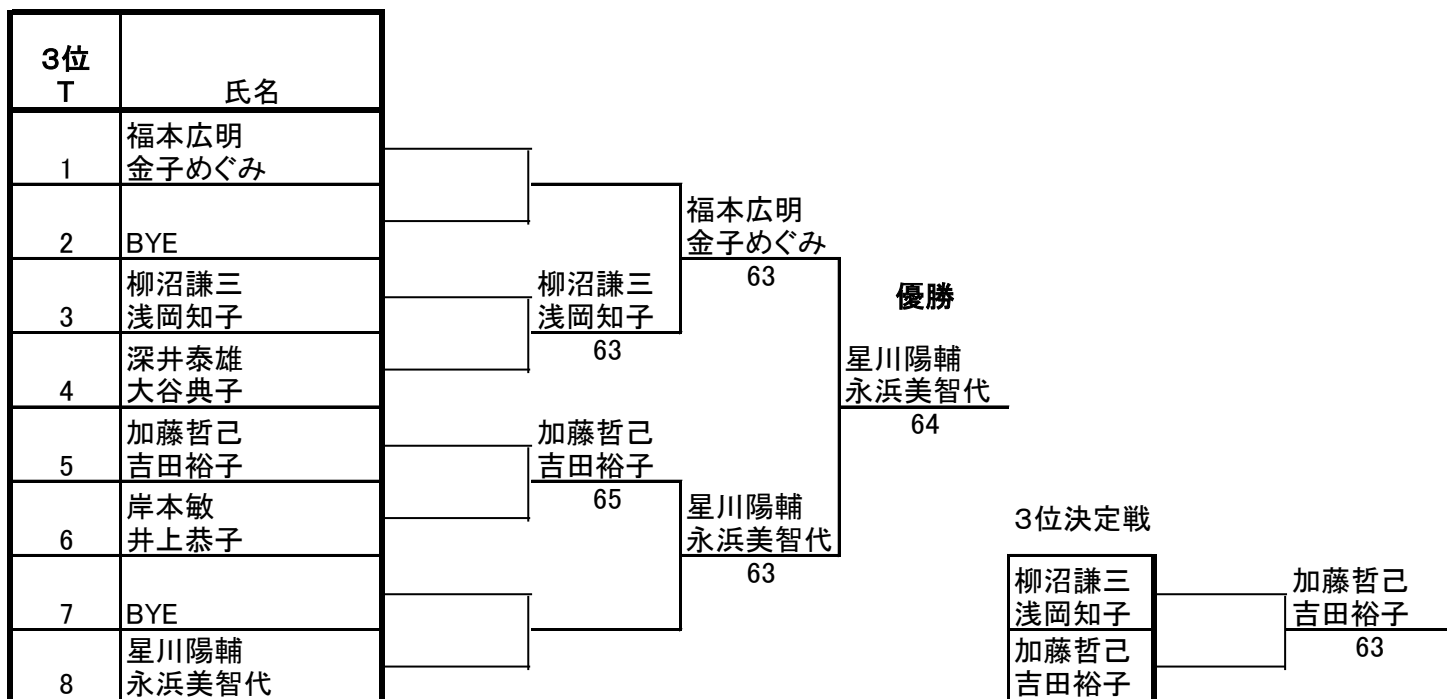 3位
T
氏名
1
福本広明
金子めぐみ
2
BYE
3
柳沼謙三
浅岡知子
4
深井泰雄
大谷典子
5
加藤哲己
吉田裕子
6
岸本敏
井上恭子
7
BYE
8
星川陽輔
永浜美智代
柳沼謙三
浅岡知子
63
加藤哲己
吉田裕子
65
福本広明
金子めぐみ
63
星川陽輔
永浜美智代
63
優勝
星川陽輔
永浜美智代
64
3位決定戦
柳沼謙三
浅岡知子
加藤哲己
吉田裕子
加藤哲己
吉田裕子
63